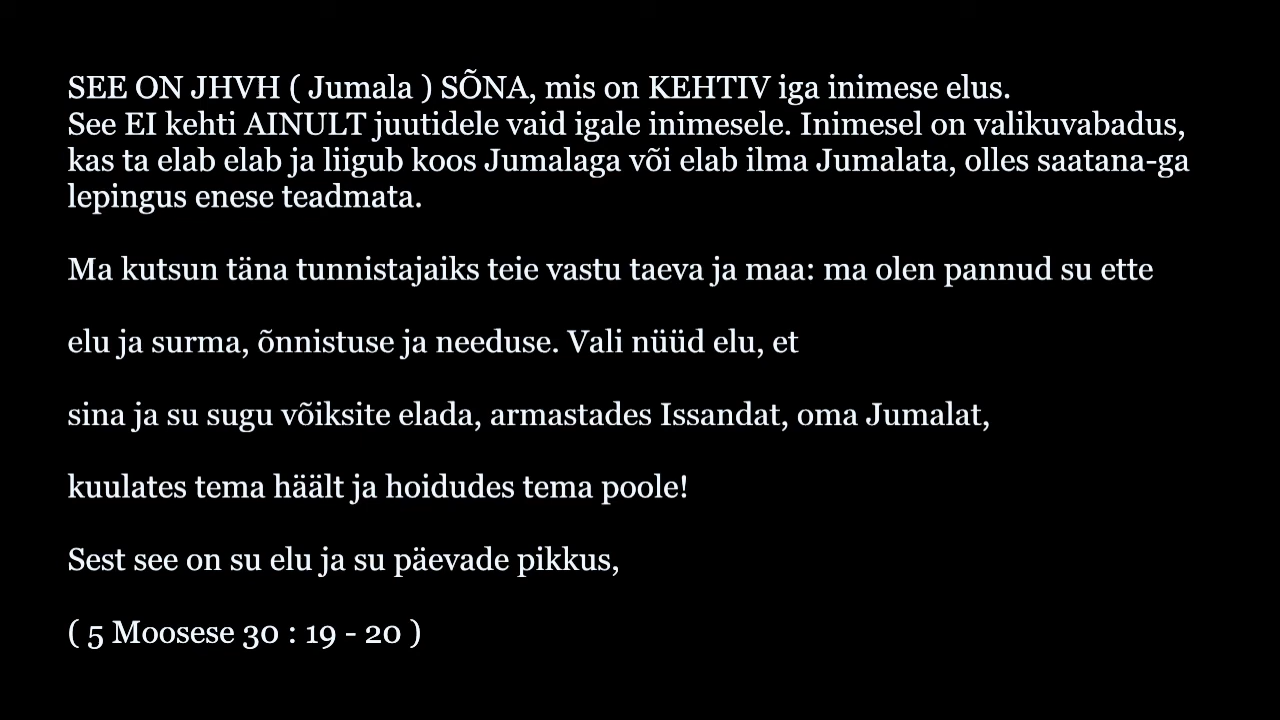 SEE ON JHVH ( Jumala ) SÕNA, mis on KEHTIV iga inimese elus.
See EI kehti AINULT juutidele vaid igale inimesele. Inimesel on valikuvabadus,
kas ta elab elab ja liigub koos Jumalaga või elab ilma Jumalata, olles saatana-ga
lepingus enese teadmata.
Ma kutsun täna tunnistajaiks teie vastu taeva ja maa: ma olen pannud su ette
elu ja surma, õnnistuse ja needuse. Vali nüüd elu, et
sina ja su sugu võiksite elada, armastades Issandat, oma Jumalat,
kuulates tema häält ja hoidudes tema poole!
Sest see on su elu ja su päevade pikkus,
( 5 Moosese 30 : 19 - 20 )